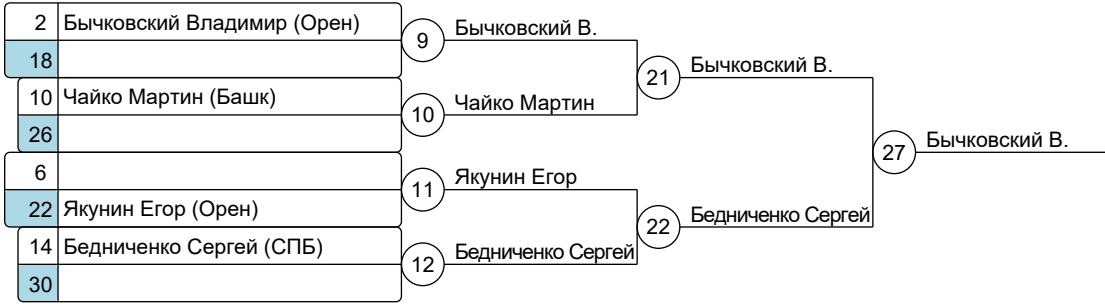 2 Бычковский Владимир (Орен)
9
Бычковский В.
18
21
Бычковский В.
10 Чайко Мартин (Башк)
10
Чайко Мартин
26
27
Бычковский В.
6
11
Якунин Егор
22 Якунин Егор (Орен)
22
Бедниченко Сергей
14 Бедниченко Сергей (СПБ)
12
Бедниченко Сергей
30